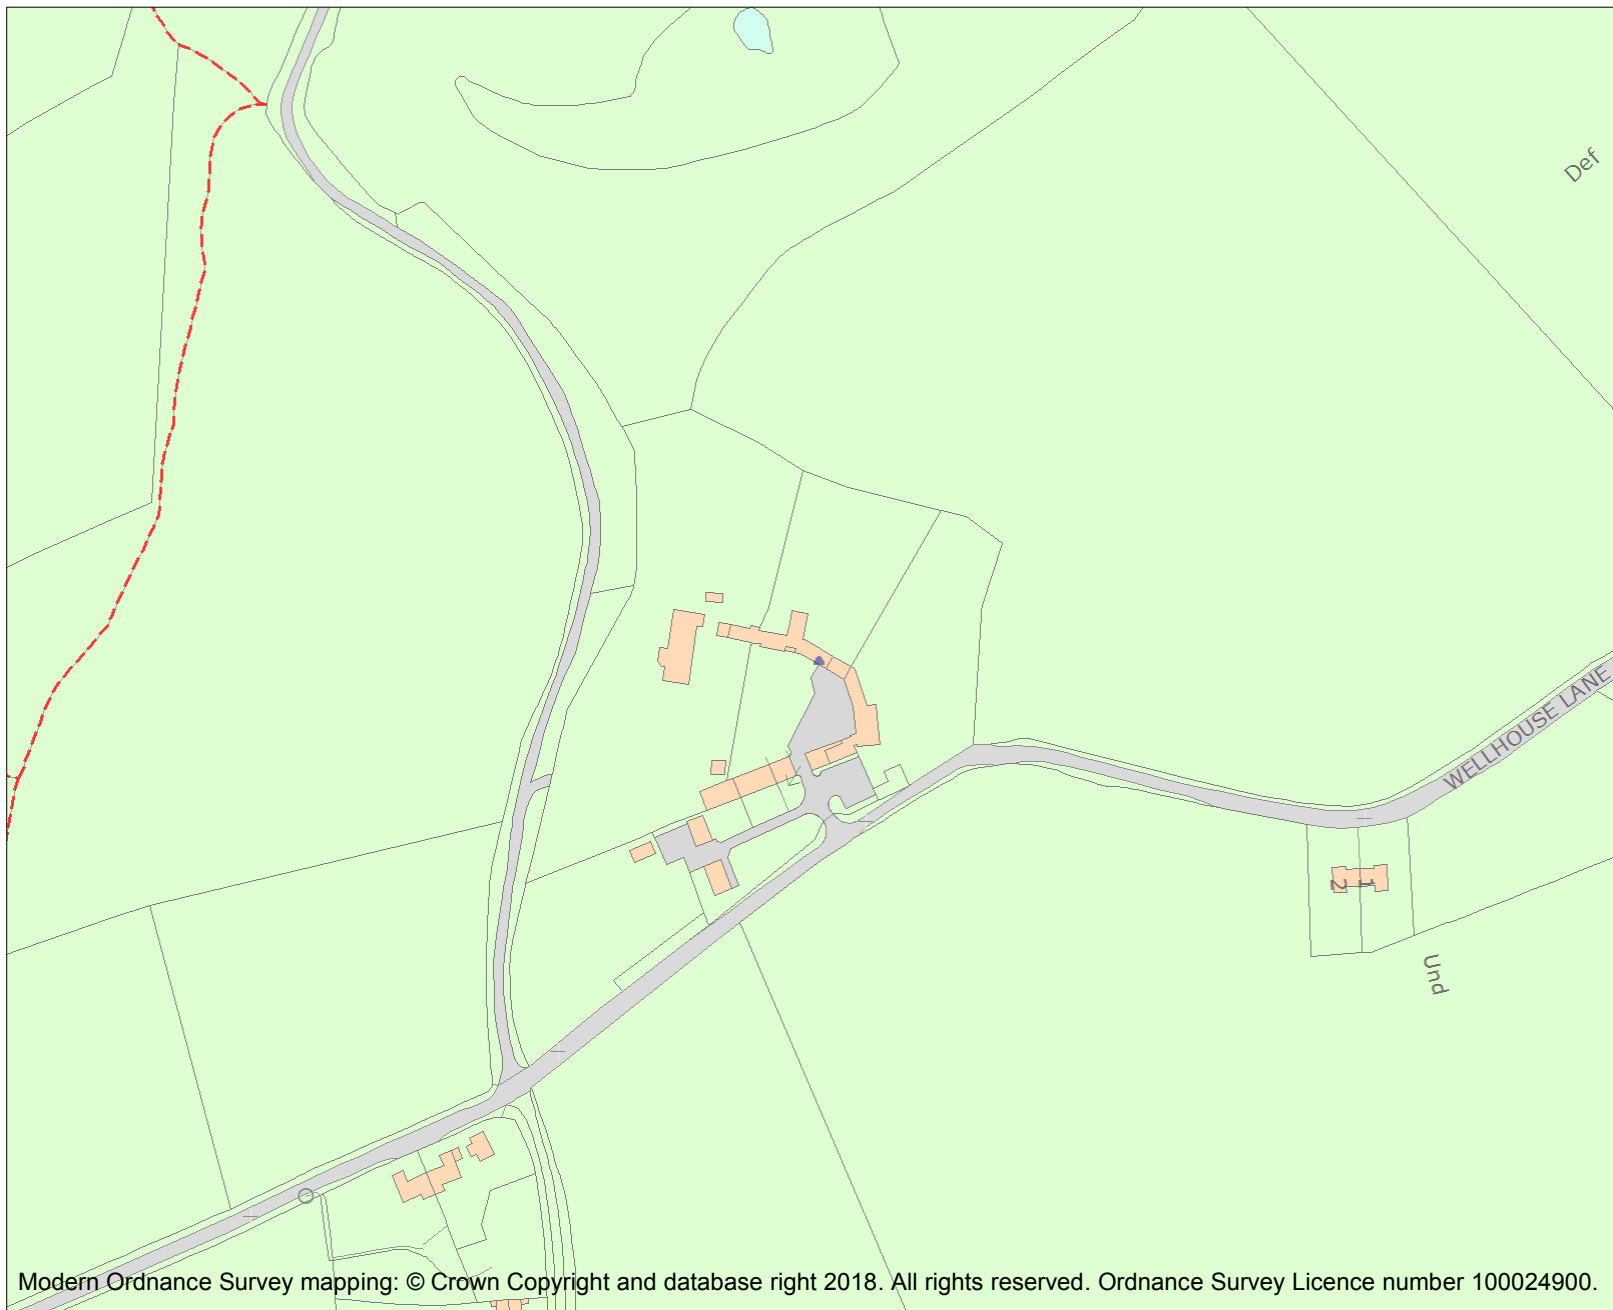 Def
WELLHOUSE LANE
2
1
Und
Modern Ordnance Survey mapping: © Crown Copyright and database right 2018. All rights reserved. Ordnance Survey Licence number 100024900.